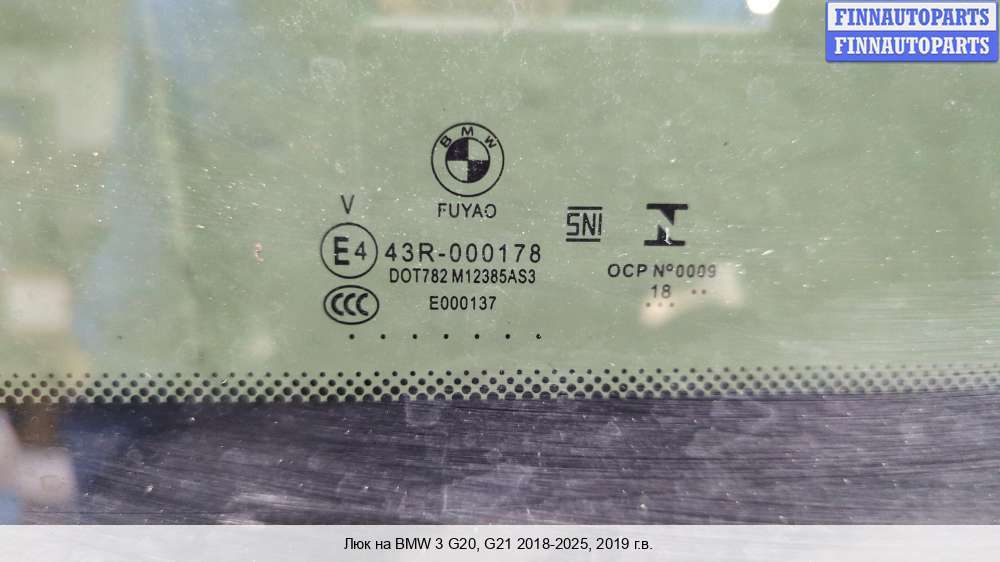 FINNAUTOPARTS
FINNAUTOPARTS
BMW
FUYAO
V
E4 43R-000178
DOT782 M12385AS3
CCC E000137
SNI
OCP Nº0009
18
Люк на BMW 3 G20, G21 2018-2025, 2019 г.в.